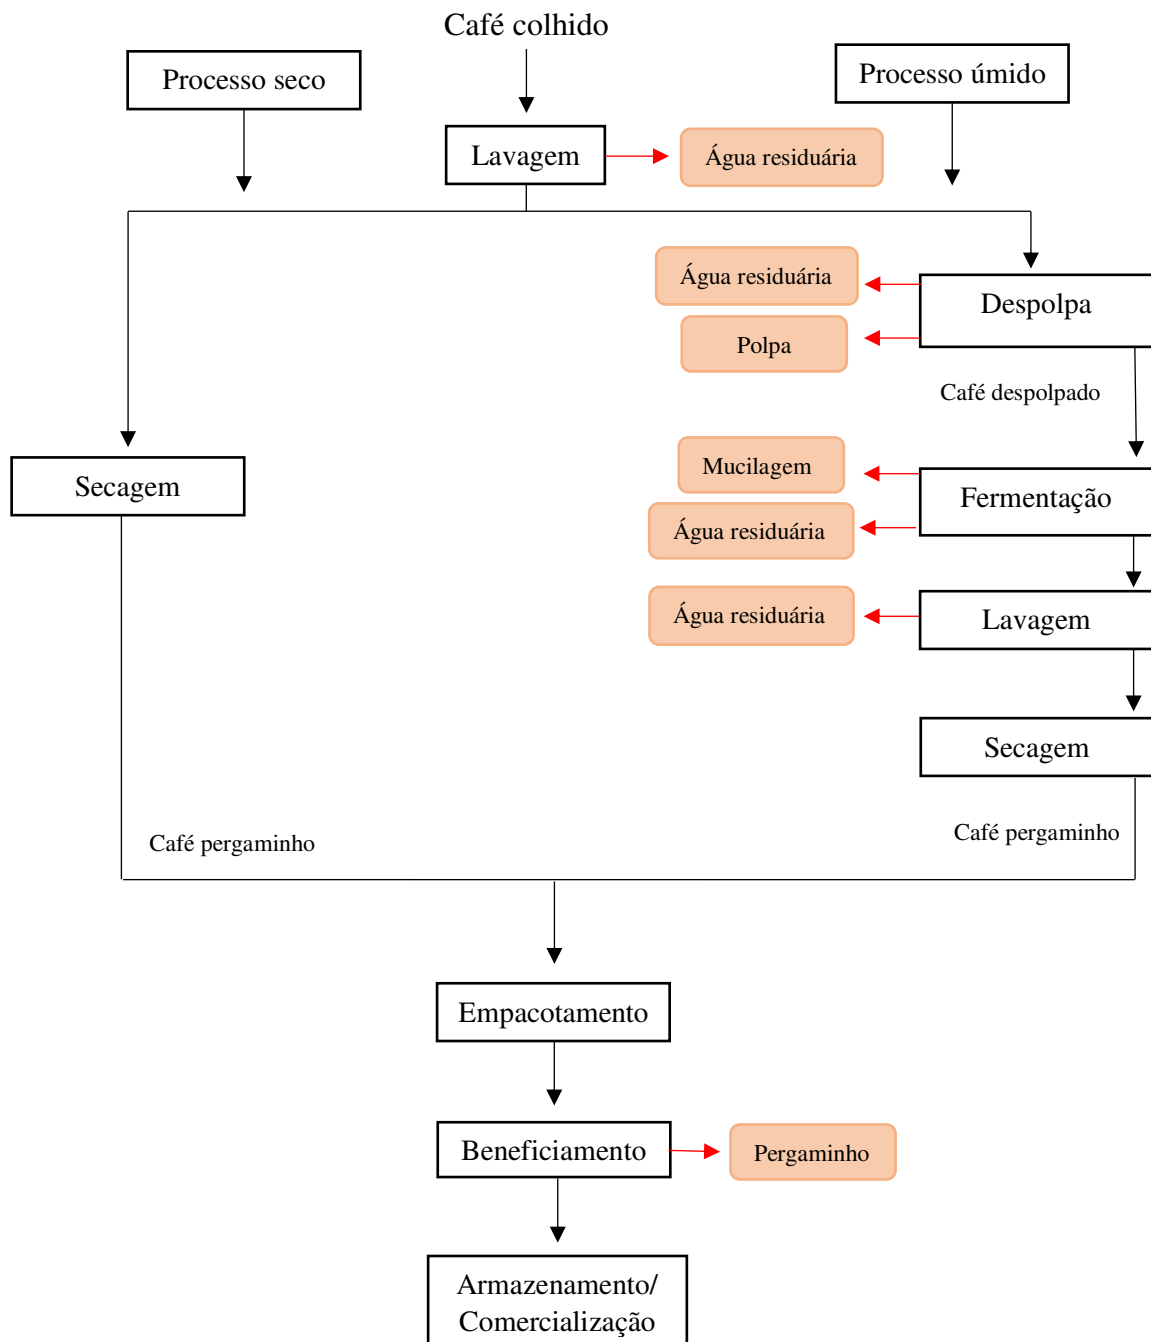 Café colhido
Processo seco
Processo úmido
Lavagem
Água residuária
Água residuária
Despolpa
Polpa
Café despolpado
Mucilagem
Secagem
Fermentação
Água residuária
Água residuária
Lavagem
Secagem
Café pergaminho
Café pergaminho
Empacotamento
Beneficiamento
Pergaminho
Armazenamento/
Comercialização